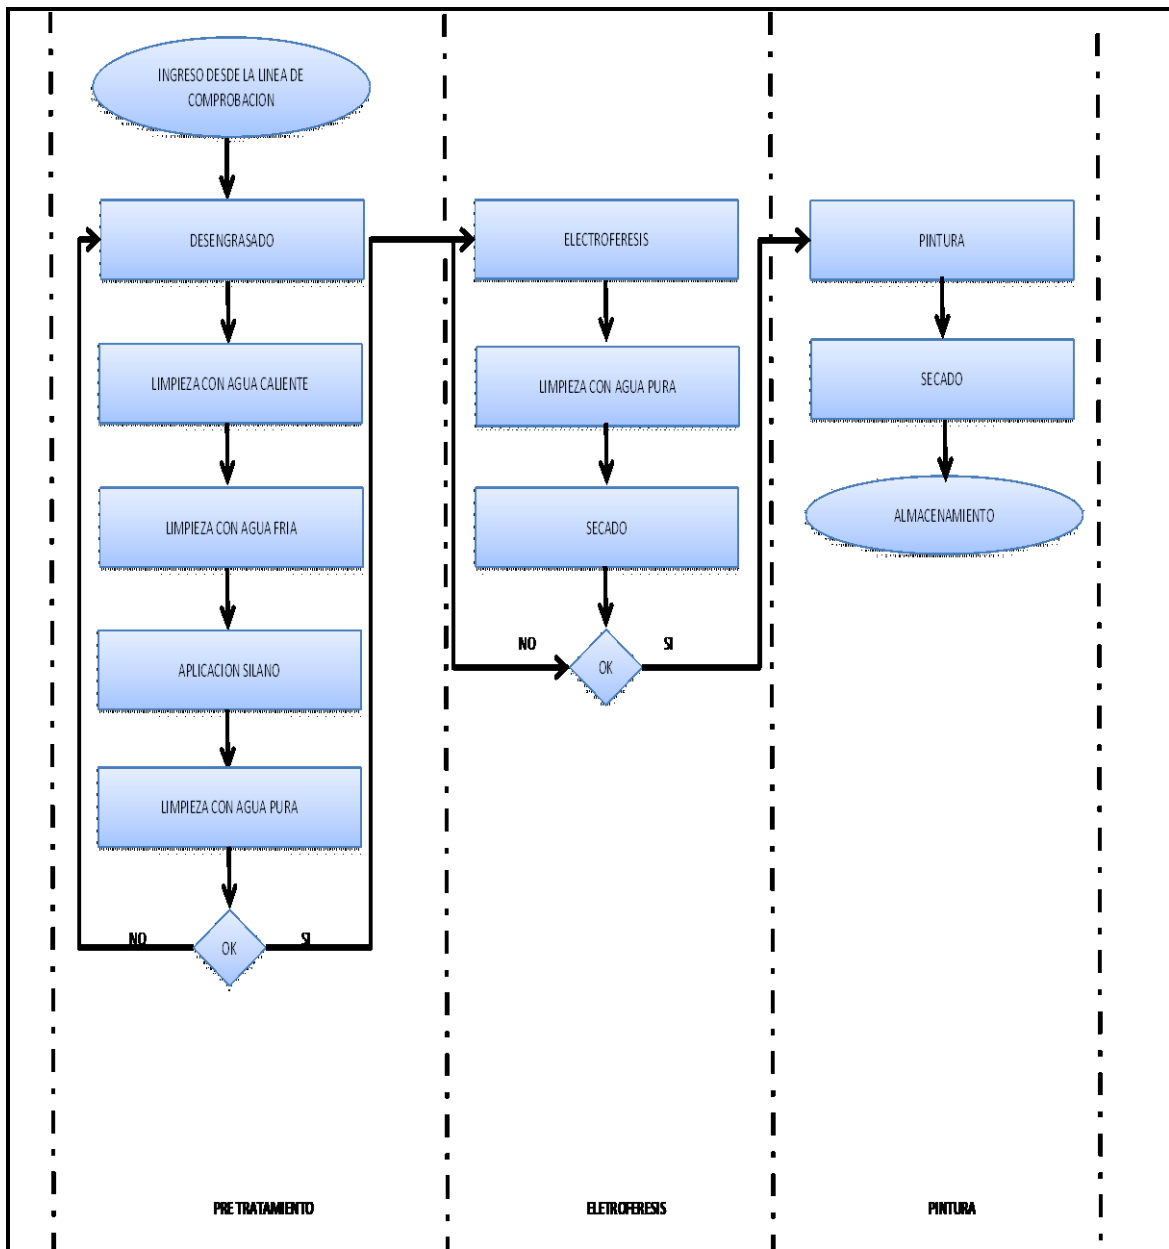 INGRESO DESDE LA LINEA DE
COMPROBACION
DESENGRASADO
LIMPIEZA CON AGUA CALIENTE
LIMPIEZA CON AGUA FRIA
APLICACION SILANO
LIMPIEZA CON AGUA PURA
NO
OK
SI
PRE TRATAMIENTO
ELECTROFERESIS
LIMPIEZA CON AGUA PURA
SECADO
NO
OK
SI
ELETROFERESIS
PINTURA
SECADO
ALMACENAMIENTO
PINTURA